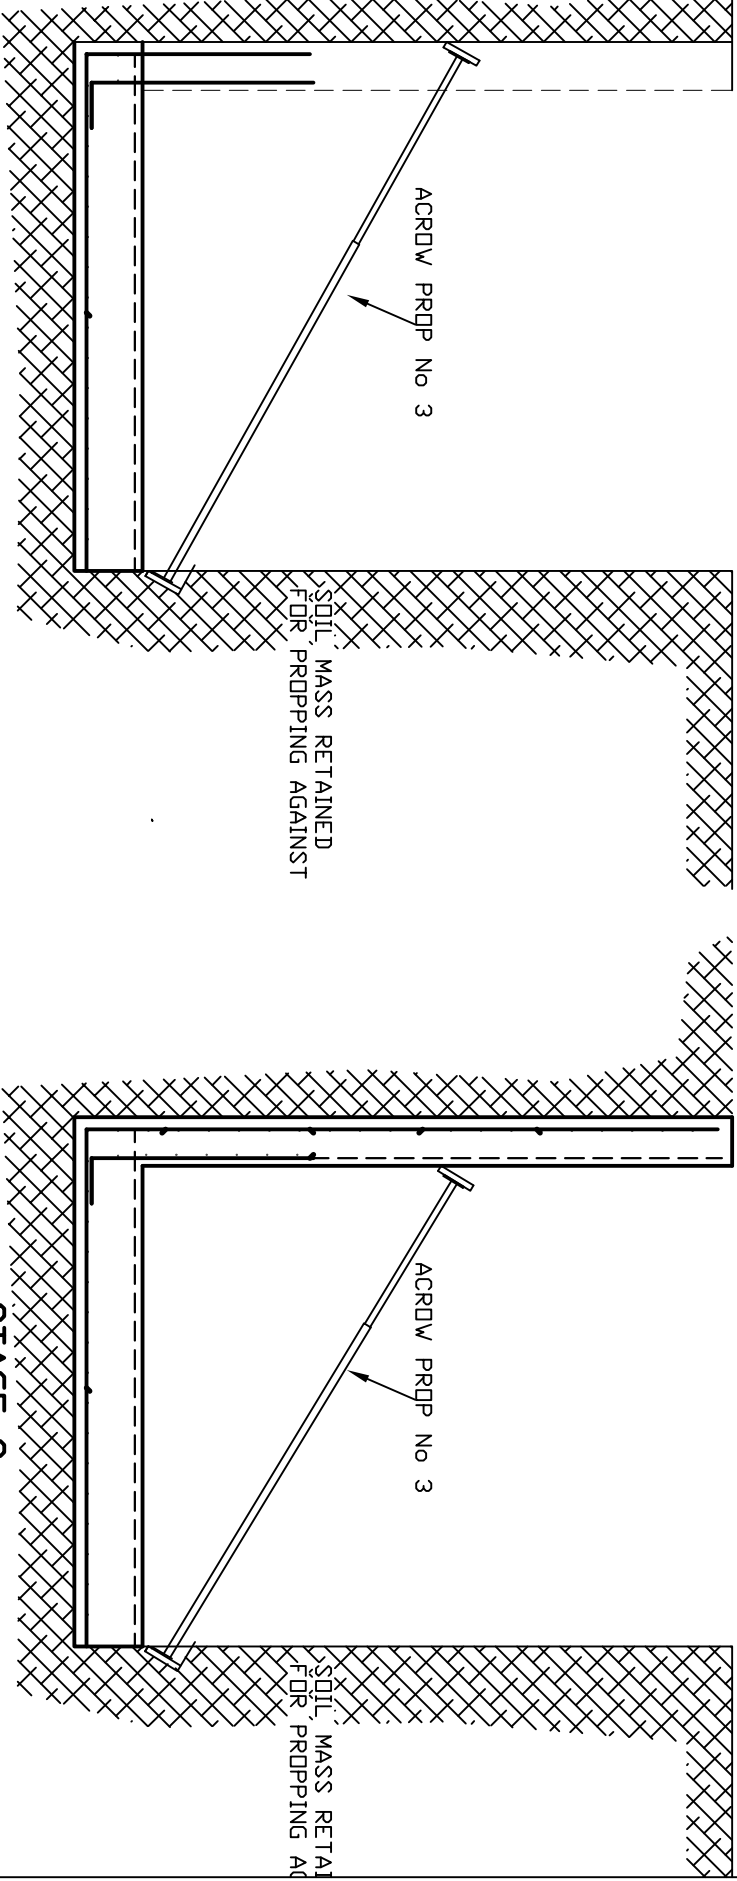 ACROW PROP No 3
SOIL MASS RETAINED
FOR PROPPING AGAINST
ACROW PROP No 3
SOIL MASS RETAI
FOR PROPPING AG